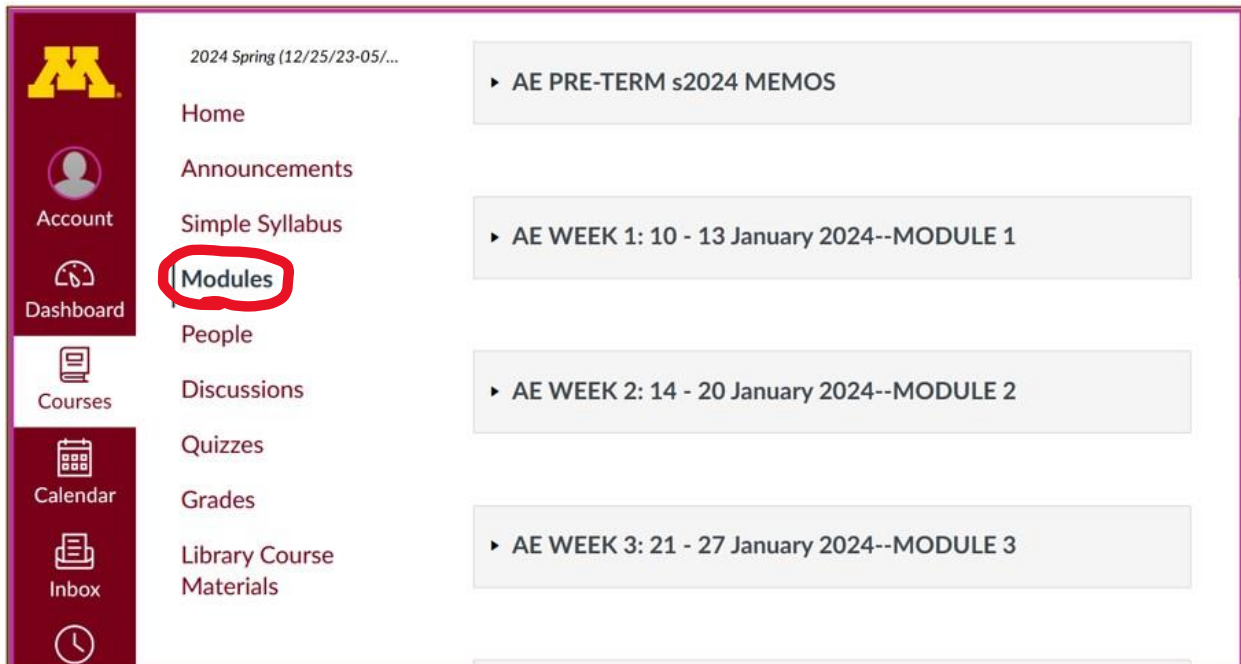 2024 Spring (12/25/23-05/...
Home
Announcements
Simple Syllabus
Modules
People
Discussions
Quizzes
Grades
Library Course
Materials
Account
Dashboard
Courses
Calendar
Inbox
AE PRE-TERM s2024 MEMOS
AE WEEK 1: 10 - 13 January 2024--MODULE 1
AE WEEK 2: 14 - 20 January 2024--MODULE 2
AE WEEK 3: 21 - 27 January 2024--MODULE 3